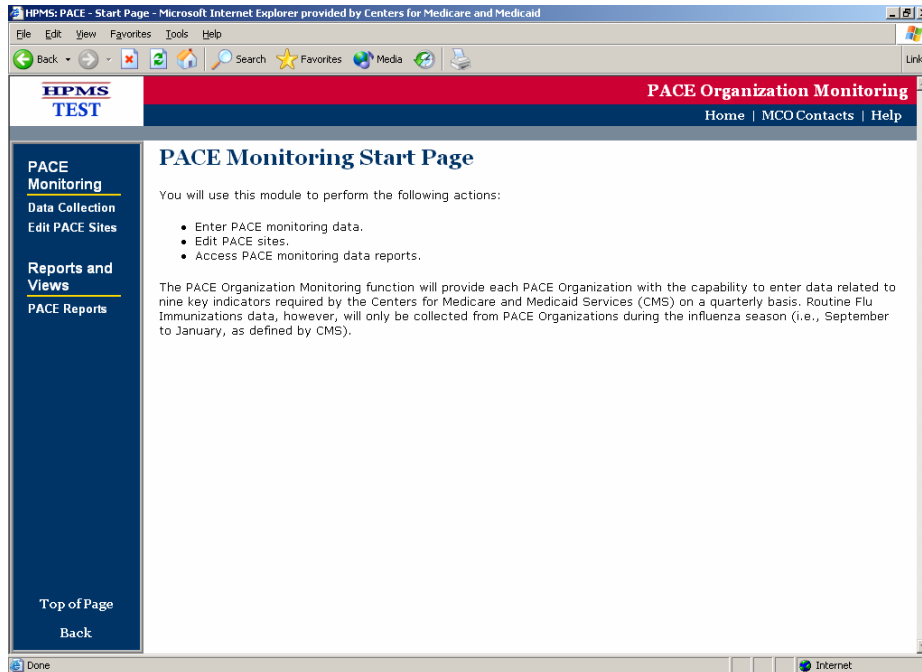 HPMS: PACE - Start Page - Microsoft Internet Explorer provided by Centers for Medicare and Medicaid
File Edit View Favorites Tools Help
Back Search Favorites Media
HPMS
TEST
PACE Organization Monitoring
Home | MCO Contacts | Help
PACE
Monitoring
Data Collection
Edit PACE Sites
Reports and
Views
PACE Reports
Top of Page
Back
PACE Monitoring Start Page
You will use this module to perform the following actions:
• Enter PACE monitoring data.
• Edit PACE sites.
• Access PACE monitoring data reports.
The PACE Organization Monitoring function will provide each PACE Organization with the capability to enter data related to
nine key indicators required by the Centers for Medicare and Medicaid Services (CMS) on a quarterly basis. Routine Flu
Immunizations data, however, will only be collected from PACE Organizations during the influenza season (i.e., September
to January, as defined by CMS).
Done
Internet